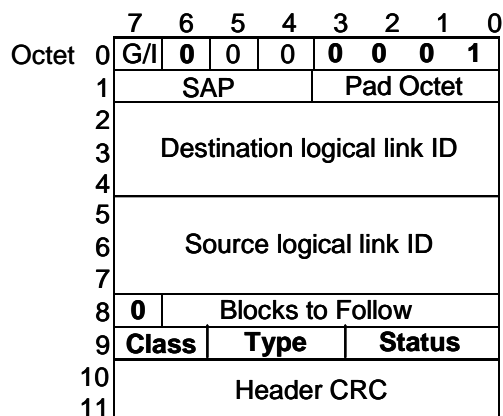 7 6 5 4 3 2 1 0
Octet 0 G/I 0 0 0 0 0 0 1
1 SAP Pad Octet
2
3 Destination logical link ID
4
5
6 Source logical link ID
7
8 0 Blocks to Follow
9 Class Type Status
10 Header CRC
11